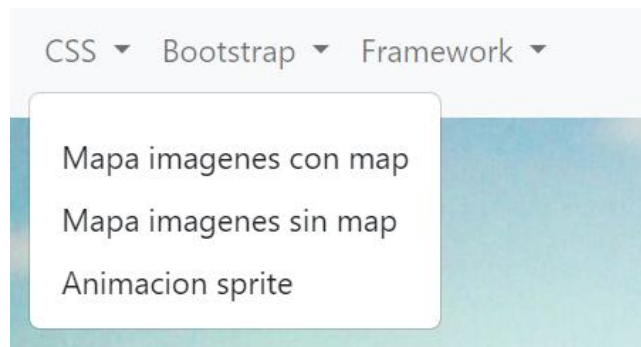 CSS Bootstrap Framework
Mapa imagenes con map
Mapa imagenes sin map
Animacion sprite